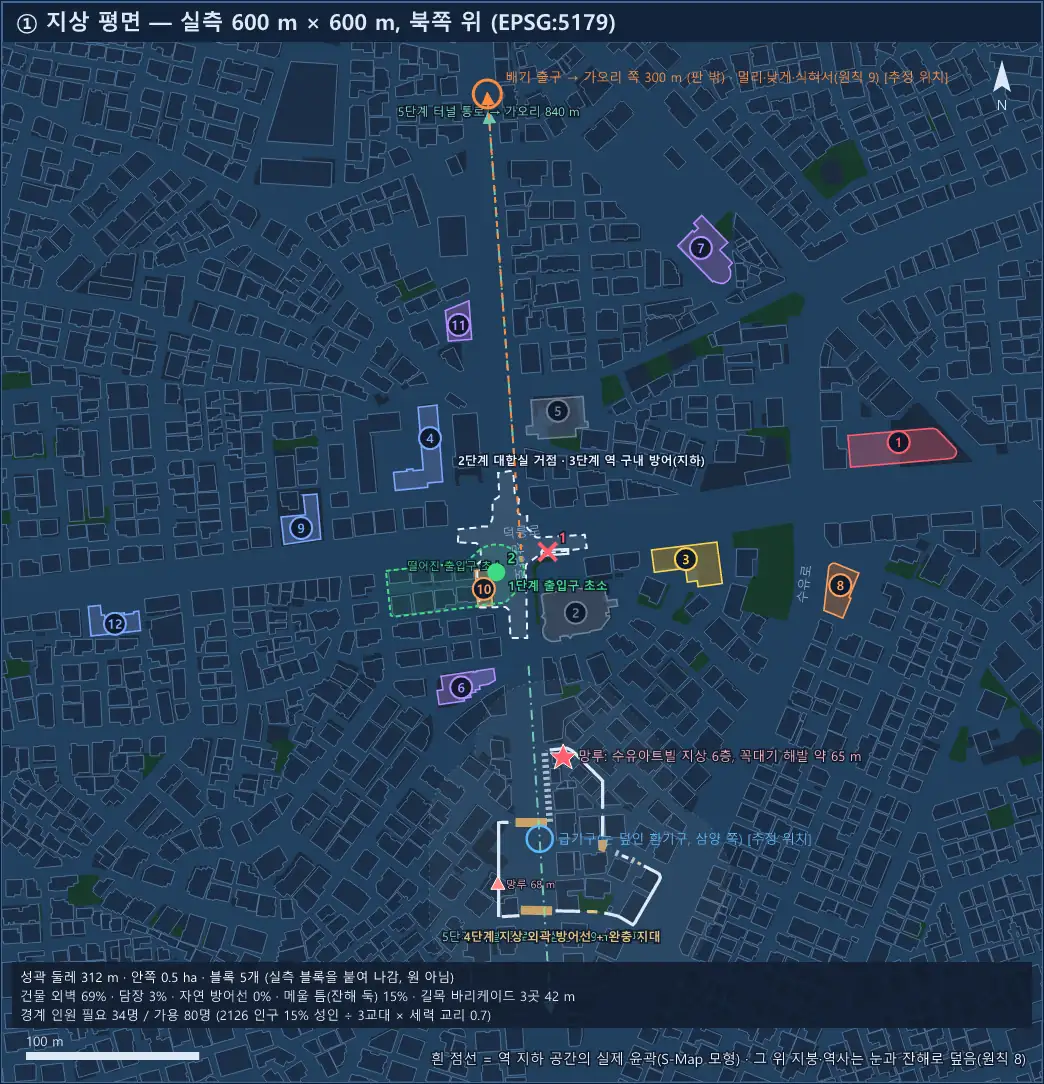 ① 지상 평면 — 실측 600 m × 600 m, 북쪽 위 (EPSG:5179)
배기 출구 → 가오리 쪽 300 m (판 밖) · 멀리·낮게·식혀서(원칙 9) [추정 위치]
N
5단계 터널 통로 → 가오리 840 m
7
11
5
4
1
2단계 대합실 거점 · 3단계 역 구내 방어(지하)
9
덕릉로
1
2
떨어진 출입구 초소
3
1단계 출입구 초소
8
10
수유로
2
12
6
망루: 수유아트빌 지상 6층, 꼭대기 해발 약 65 m
급기구 = 덮인 환기구, 삼양 쪽) [추정 위치]
망루 68 m
4단계 지상 외곽 방어선 + 완충 지대
성곽 둘레 312 m · 안쪽 0.5 ha · 블록 5개 (실측 블록을 붙여 나감, 원 아님)
건물 외벽 69% · 담장 3% · 자연 방어선 0% · 메울 틈(잔해 둑) 15% · 길목 바리케이드 3곳 42 m
경계 인원 필요 34명 / 가용 80명 (2126 인구 15% 성인 ÷ 3교대 × 세력 교리 0.7)
100 m
흰 점선 = 역 지하 공간의 실제 윤곽(S-Map 모형) · 그 위 지붕·역사는 눈과 잔해로 덮음(원칙 8)